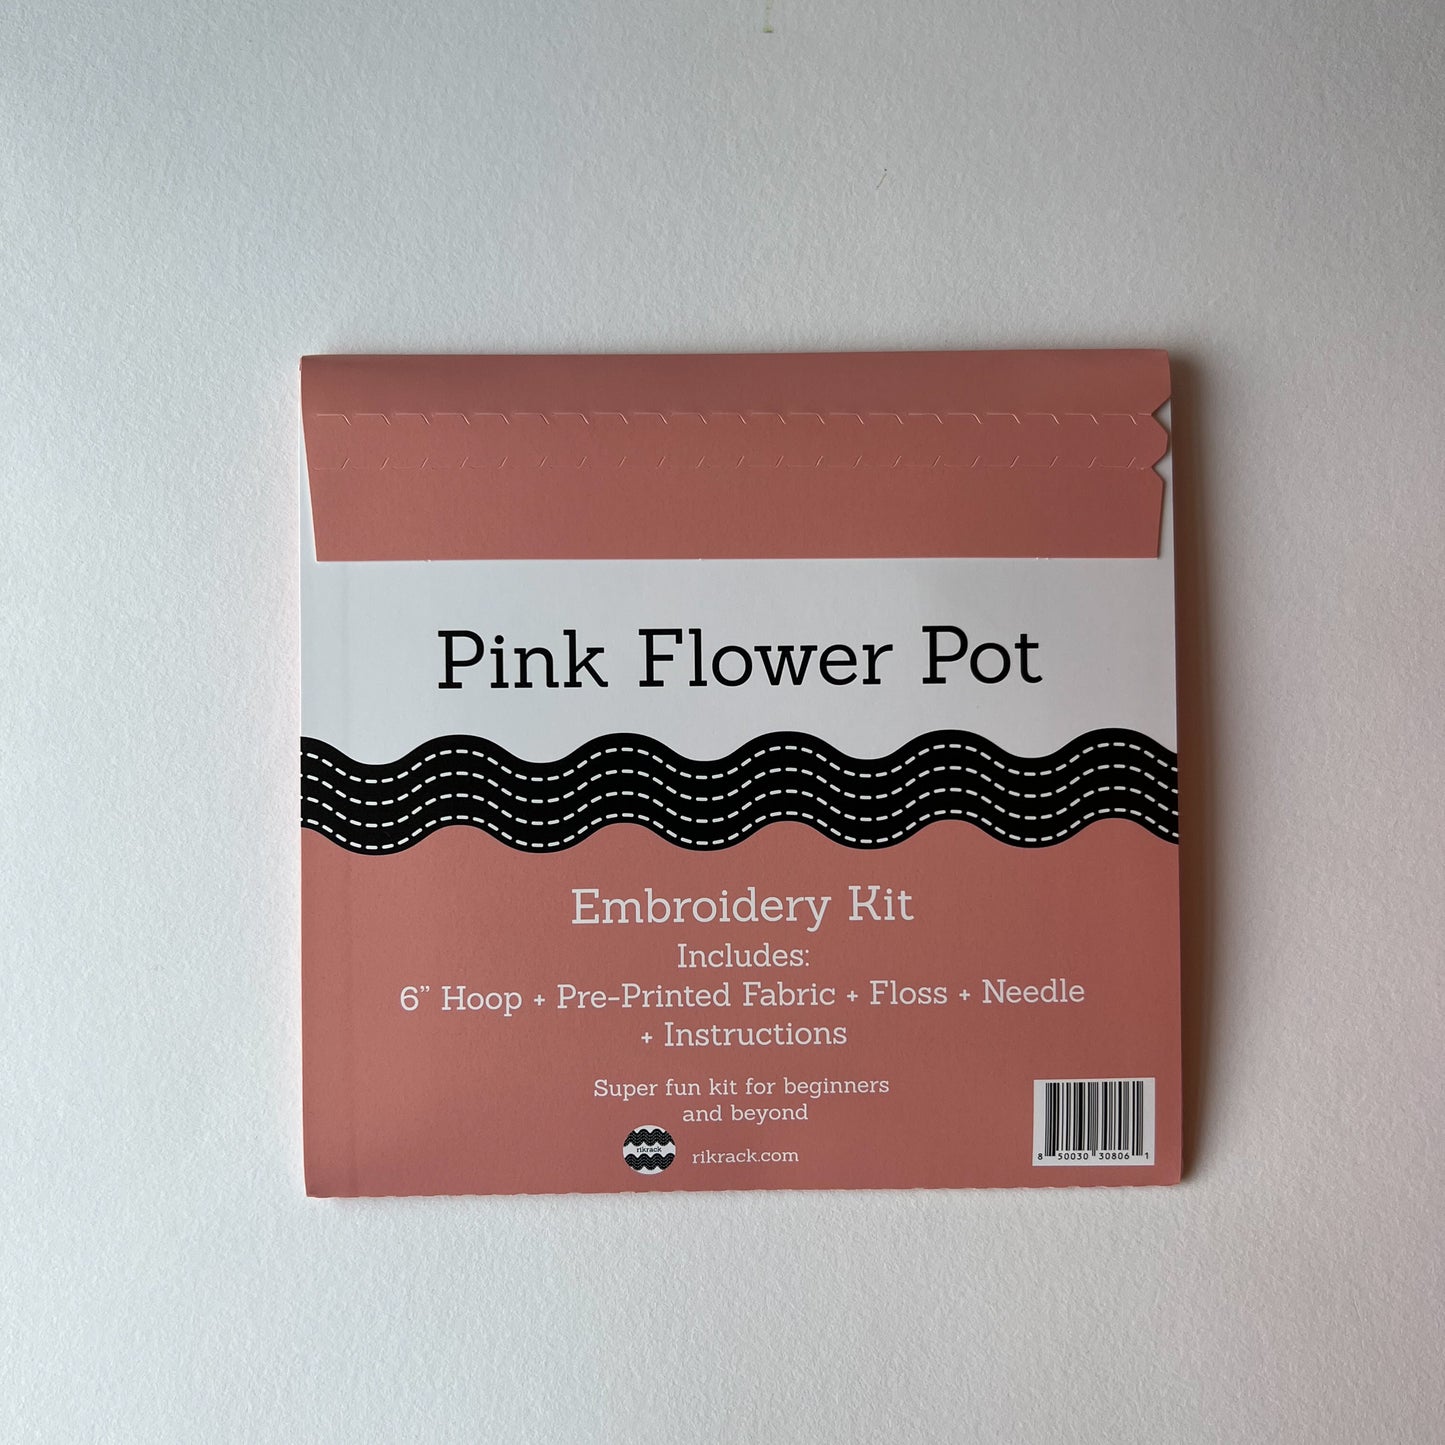 Pink Flower Pot
Embroidery Kit
Includes:
6” Hoop + Pre-Printed Fabric + Floss + Needle
+ Instructions
Super fun kit for beginners
and beyond
rikrack
rikrack.com
8 50030 30806 1